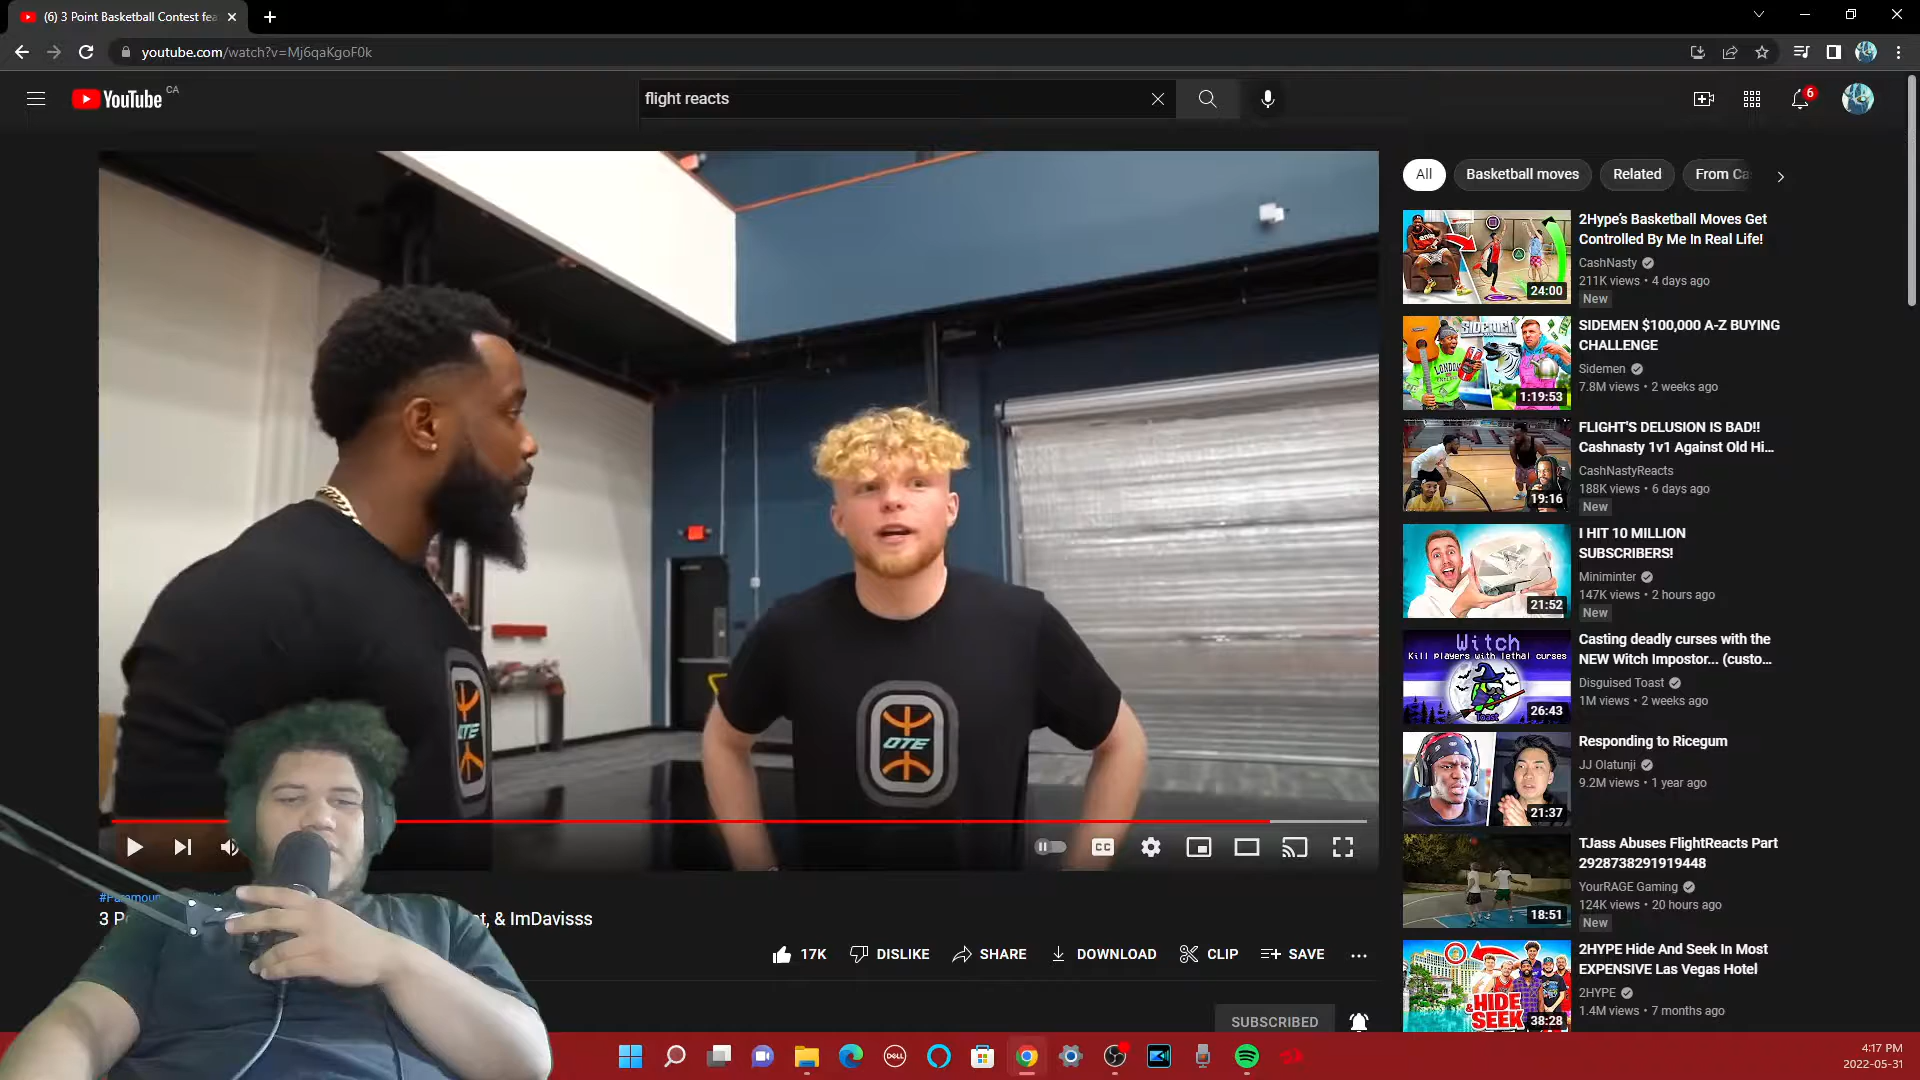 (6) 3 Point Basketball Contest fea
youtube.com/watch?v=Mj6qaKgoF0k
YouTube CA
flight reacts
6
All
Basketball moves
Related
From Ca
2Hype's Basketball Moves Get
Controlled By Me In Real Life!
CashNasty
211K views • 4 days ago
New
24:00
SIDEMEN $100,000 A-Z BUYING
CHALLENGE
Sidemen
7.8M views • 2 weeks ago
SIDEMEN
LONDON
1:19:53
FLIGHT'S DELUSION IS BAD!!
Cashnasty 1v1 Against Old Hi...
CashNastyReacts
188K views • 6 days ago
New
19:16
I HIT 10 MILLION
SUBSCRIBERS!
Miniminter
147K views • 2 hours ago
New
21:52
Casting deadly curses with the
NEW Witch Impostor... (custo...
Disguised Toast
1M views • 2 weeks ago
Witch
Kill players with lethal curses
Toast
26:43
Responding to Ricegum
JJ Olatunji
9.2M views • 1 year ago
21:37
TJass Abuses FlightReacts Part
2928738291919448
YourRAGE Gaming
124K views • 20 hours ago
New
18:51
2HYPE Hide And Seek In Most
EXPENSIVE Las Vegas Hotel
2HYPE
1.4M views • 7 months ago
HIDE
& SEEK
38:28
OTE
OTE
CC
#Paramou
3 P
t, & ImDavisss
17K
DISLIKE
SHARE
DOWNLOAD
CLIP
SAVE
SUBSCRIBED
DELL
4:17 PM
2022-05-31